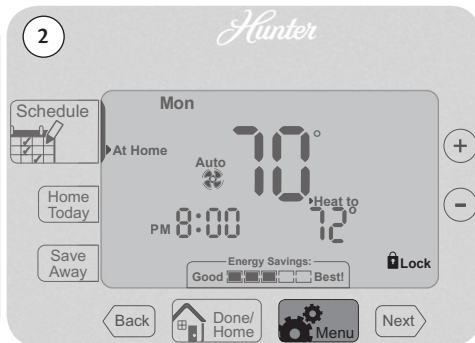 2
Hunter
Schedule
Mon
At Home
Auto
70°
Heat to
72°
PM 8:00
Home
Today
Save
Away
Energy Savings:
Good Best!
Lock
+
-
Back
Done/
Home
Menu
Next